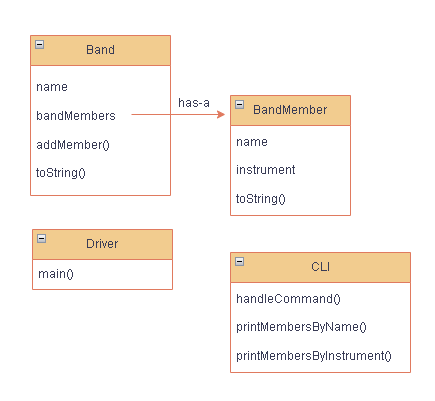 Band
name
bandMembers
addMember()
toString()
has-a
BandMember
name
instrument
toString()
Driver
main()
CLI
handleCommand()
printMembersByName()
printMembersByInstrument()